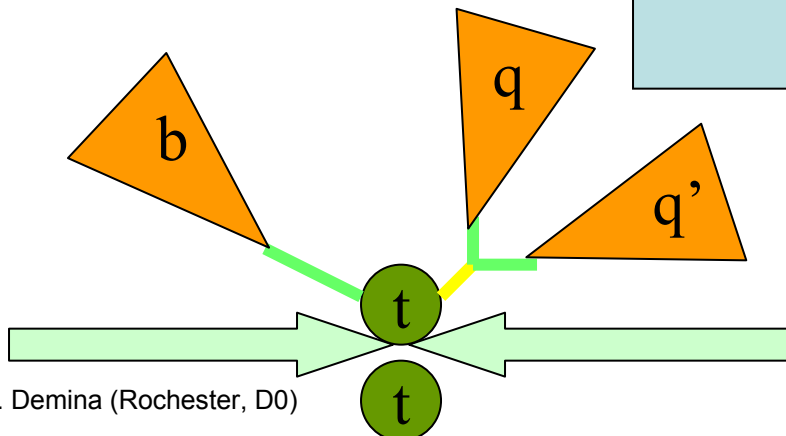 q
b
q’
t
. Demina (Rochester, D0)
t